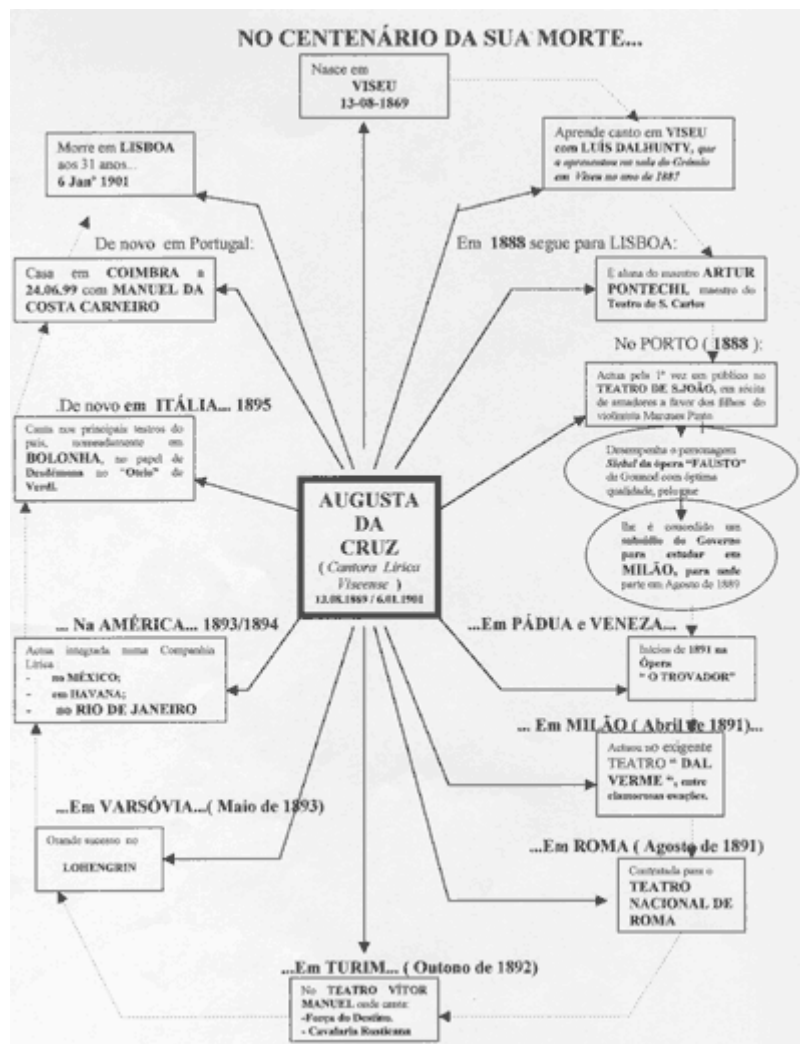 NO CENTENÁRIO DA SUA MORTE...
Nasce em
VISEU
13-08-1869
Aprende canto em VISEU
com LUÍS DALHUNTY, que
a apresentou na sala do Grémio
em Viseu no ano de 1887
Em 1888 segue para LISBOA:
É aluna do maestro ARTUR
PONTECHI, maestro do
Teatro de S. Carlos
No PORTO ( 1888 ):
Actua pela 1ª vez em público no
TEATRO DE S.JOÃO, em récita
de amadores a favor dos filhos do
violinista Marques Pinto
Desempenha o personagem
Siebel da ópera “FAUSTO”
de Gounod com óptima
qualidade, pelo que
lhe é concedido um
subsídio do Governo
para estudar em
MILÃO, para onde
parte em Agosto de 1889
...Em PÁDUA e VENEZA...
Inícios de 1891 na
Ópera
“ O TROVADOR”
... Em MILÃO ( Abril de 1891)...
Actuou no exigente
TEATRO “ DAL
VERME “, entre
clamorosas ovações.
...Em ROMA ( Agosto de 1891)
Contratada para o
TEATRO
NACIONAL DE
ROMA
...Em TURIM... ( Outono de 1892)
No TEATRO VÍTOR
MANUEL onde canta:
-Força do Destino.
- Cavalaria Rusticana
...Em VARSÓVIA...( Maio de 1893)
Grande sucesso no
LOHENGRIN
... Na AMÉRICA... 1893/1894
Actua integrada numa Companhia
Lírica :
- no MÉXICO;
- em HAVANA;
- no RIO DE JANEIRO
.De novo em ITÁLIA... 1895
Canta nos principais teatros do
país, nomeadamente em
BOLONHA, no papel de
Desdémona no “Otelo” de
Verdi.
De novo em Portugal:
Casa em COIMBRA a
24.06.99 com MANUEL DA
COSTA CARNEIRO
Morre em LISBOA
aos 31 anos...
6 Janº 1901
AUGUSTA
DA
CRUZ
( Cantora Lírica
Viseense )
13.08.1869 / 6.01.1901